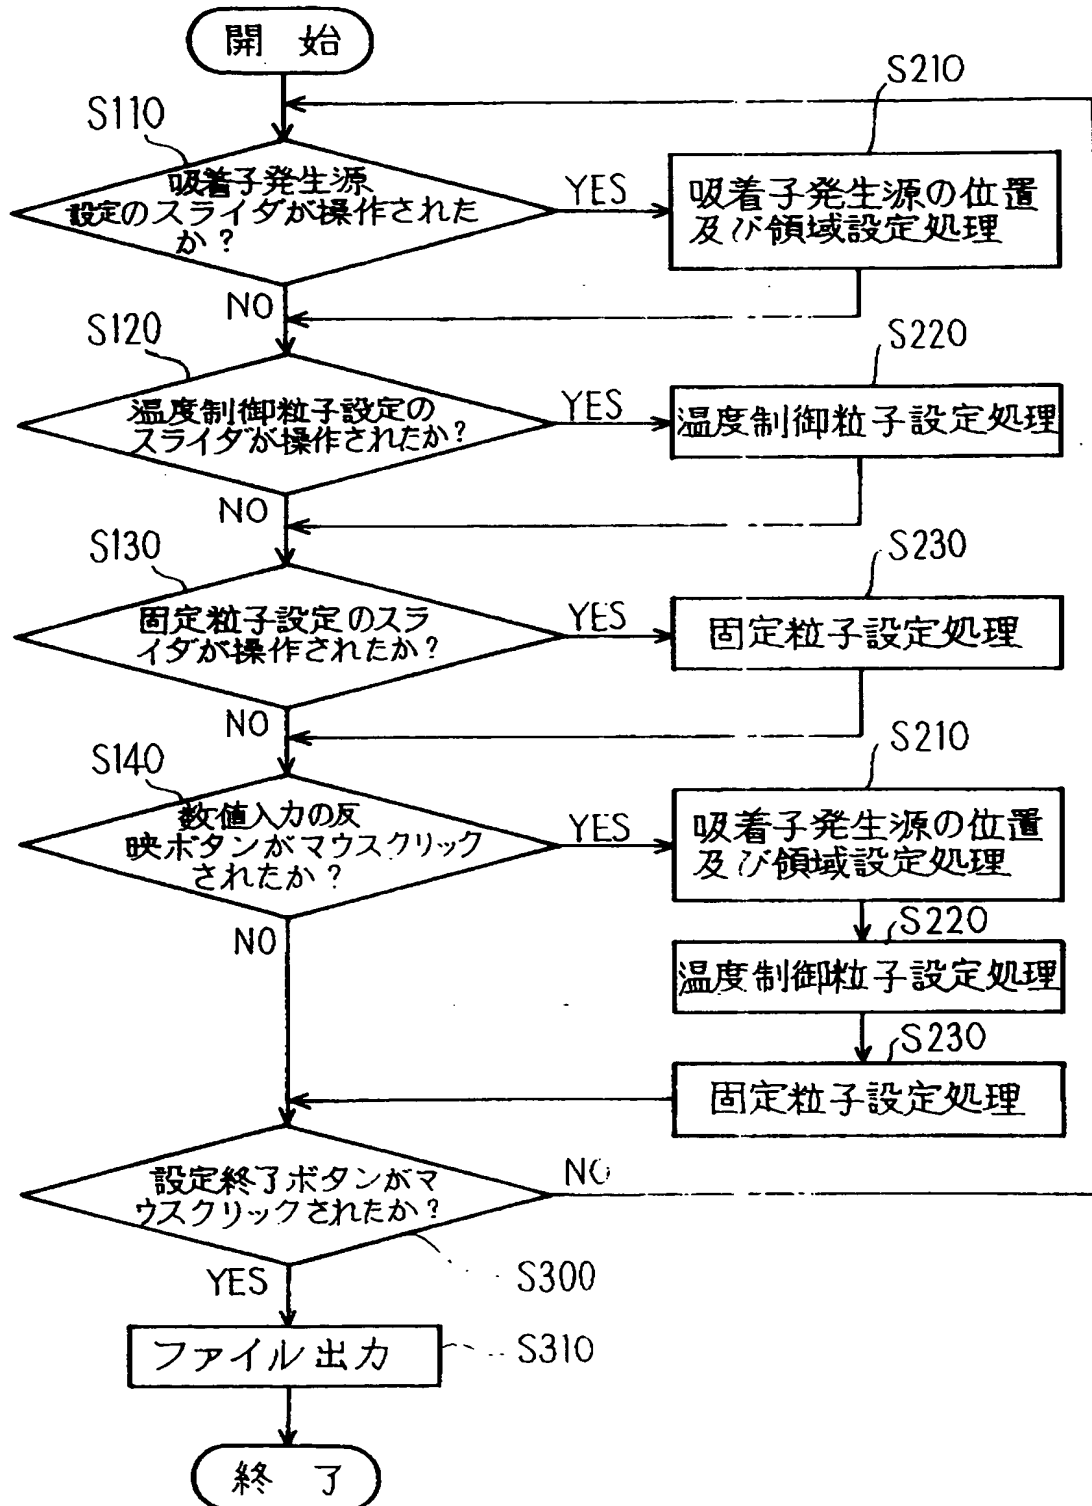 開 始
S110
吸着子発生源
設定のスライダが操作された
か?
YES
S210
吸着子発生源の位置
及び領域設定処理
NO
S120
温度制御粒子設定の
スライダが操作されたか?
YES
S220
温度制御粒子設定処理
NO
S130
固定粒子設定のスラ
イダが操作されたか?
YES
S230
固定粒子設定処理
NO
S140
数値入力の反
映ボタンがマウスクリック
されたか?
YES
S210
吸着子発生源の位置
及び領域設定処理
NO
S220
温度制御粒子設定処理
S230
固定粒子設定処理
設定終了ボタンがマ
ウスクリックされたか?
NO
S300
YES
ファイル出力
S310
終 了